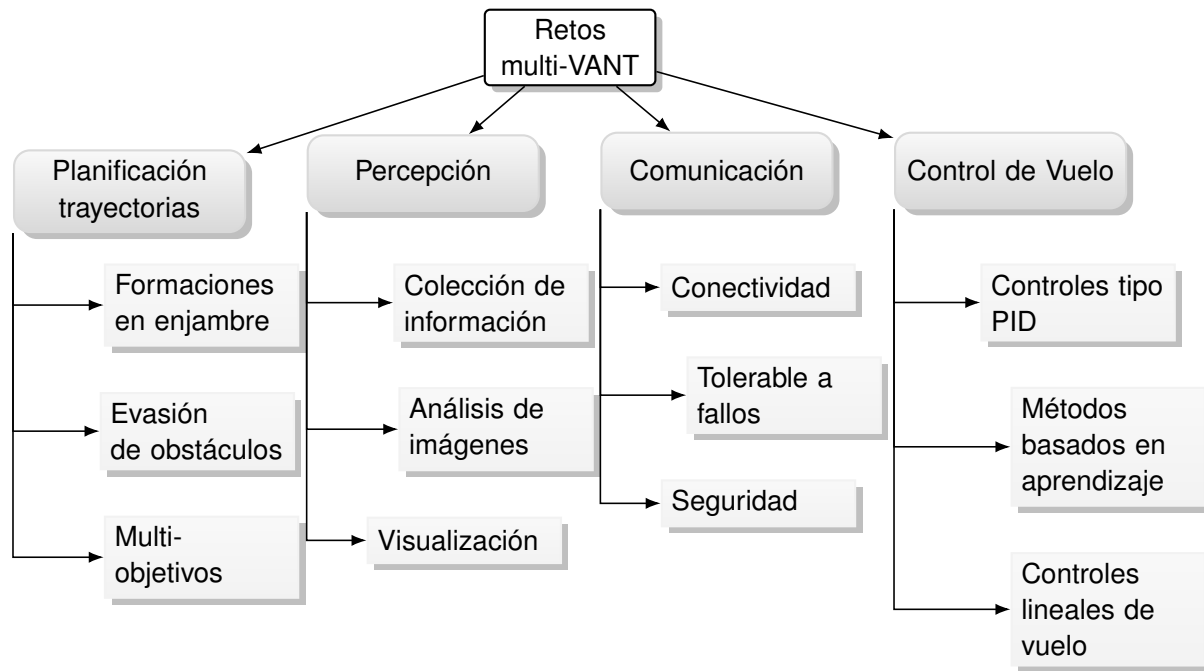 Retos
multi-VANT
Planificación
trayectorias
Percepción
Comunicación
Control de Vuelo
Formaciones
en enjambre
Evasión
de obstáculos
Multi-
objetivos
Colección de
información
Análisis de
imágenes
Visualización
Conectividad
Tolerable a
fallos
Seguridad
Controles tipo
PID
Métodos
basados en
aprendizaje
Controles
lineales de
vuelo